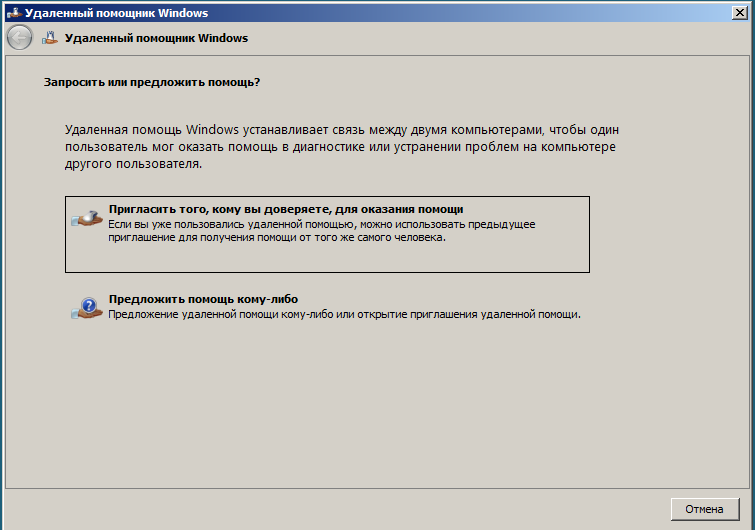 Удаленный помощник Windows
Удаленный помощник Windows
Запросить или предложить помощь?
Удаленная помощь Windows устанавливает связь между двумя компьютерами, чтобы один
пользователь мог оказать помощь в диагностике или устранении проблем на компьютере
другого пользователя.
Пригласить того, кому вы доверяете, для оказания помощи
Если вы уже пользовались удаленной помощью, можно использовать предыдущее
приглашение для получения помощи от того же самого человека.
Предложить помощь кому-либо
Предложение удаленной помощи кому-либо или открытие приглашения удаленной помощи.
Отмена